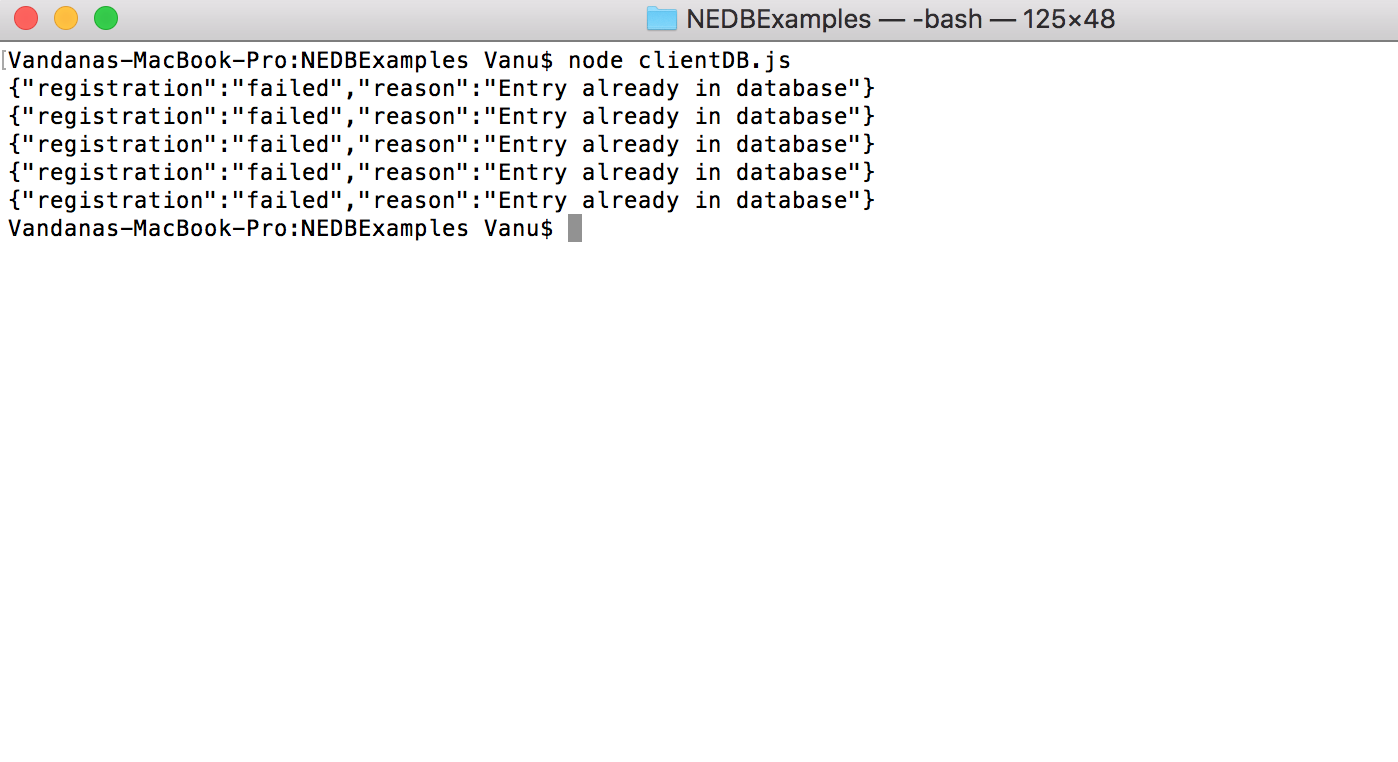 NEDBExamples — -bash — 125×48
[Vandanas-MacBook-Pro:NEDBExamples Vanu$ node clientDB.js
{"registration":"failed","reason":"Entry already in database"}
{"registration":"failed","reason":"Entry already in database"}
{"registration":"failed","reason":"Entry already in database"}
{"registration":"failed","reason":"Entry already in database"}
{"registration":"failed","reason":"Entry already in database"}
Vandanas-MacBook-Pro:NEDBExamples Vanu$